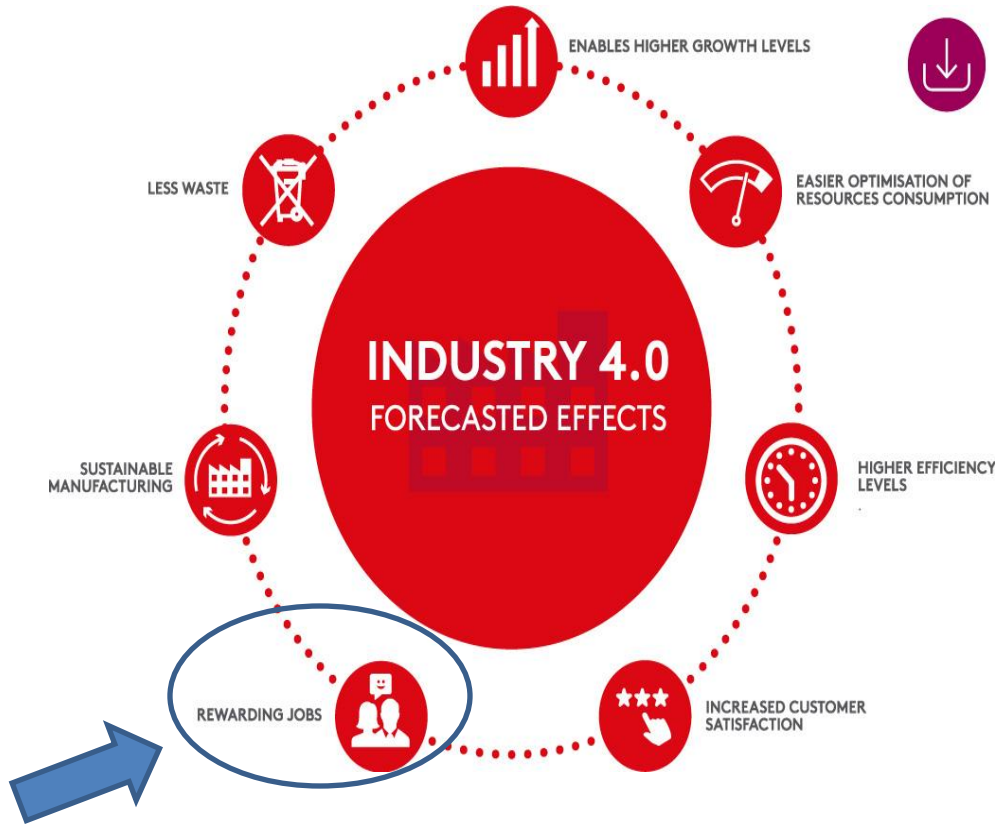 ENABLES HIGHER GROWTH LEVELS
EASIER OPTIMISATION OF
RESOURCES CONSUMPTION
LESS WASTE
INDUSTRY 4.0
FORECASTED EFFECTS
SUSTAINABLE
MANUFACTURING
HIGHER EFFICIENCY
LEVELS
.
REWARDING JOBS
INCREASED CUSTOMER
SATISFACTION